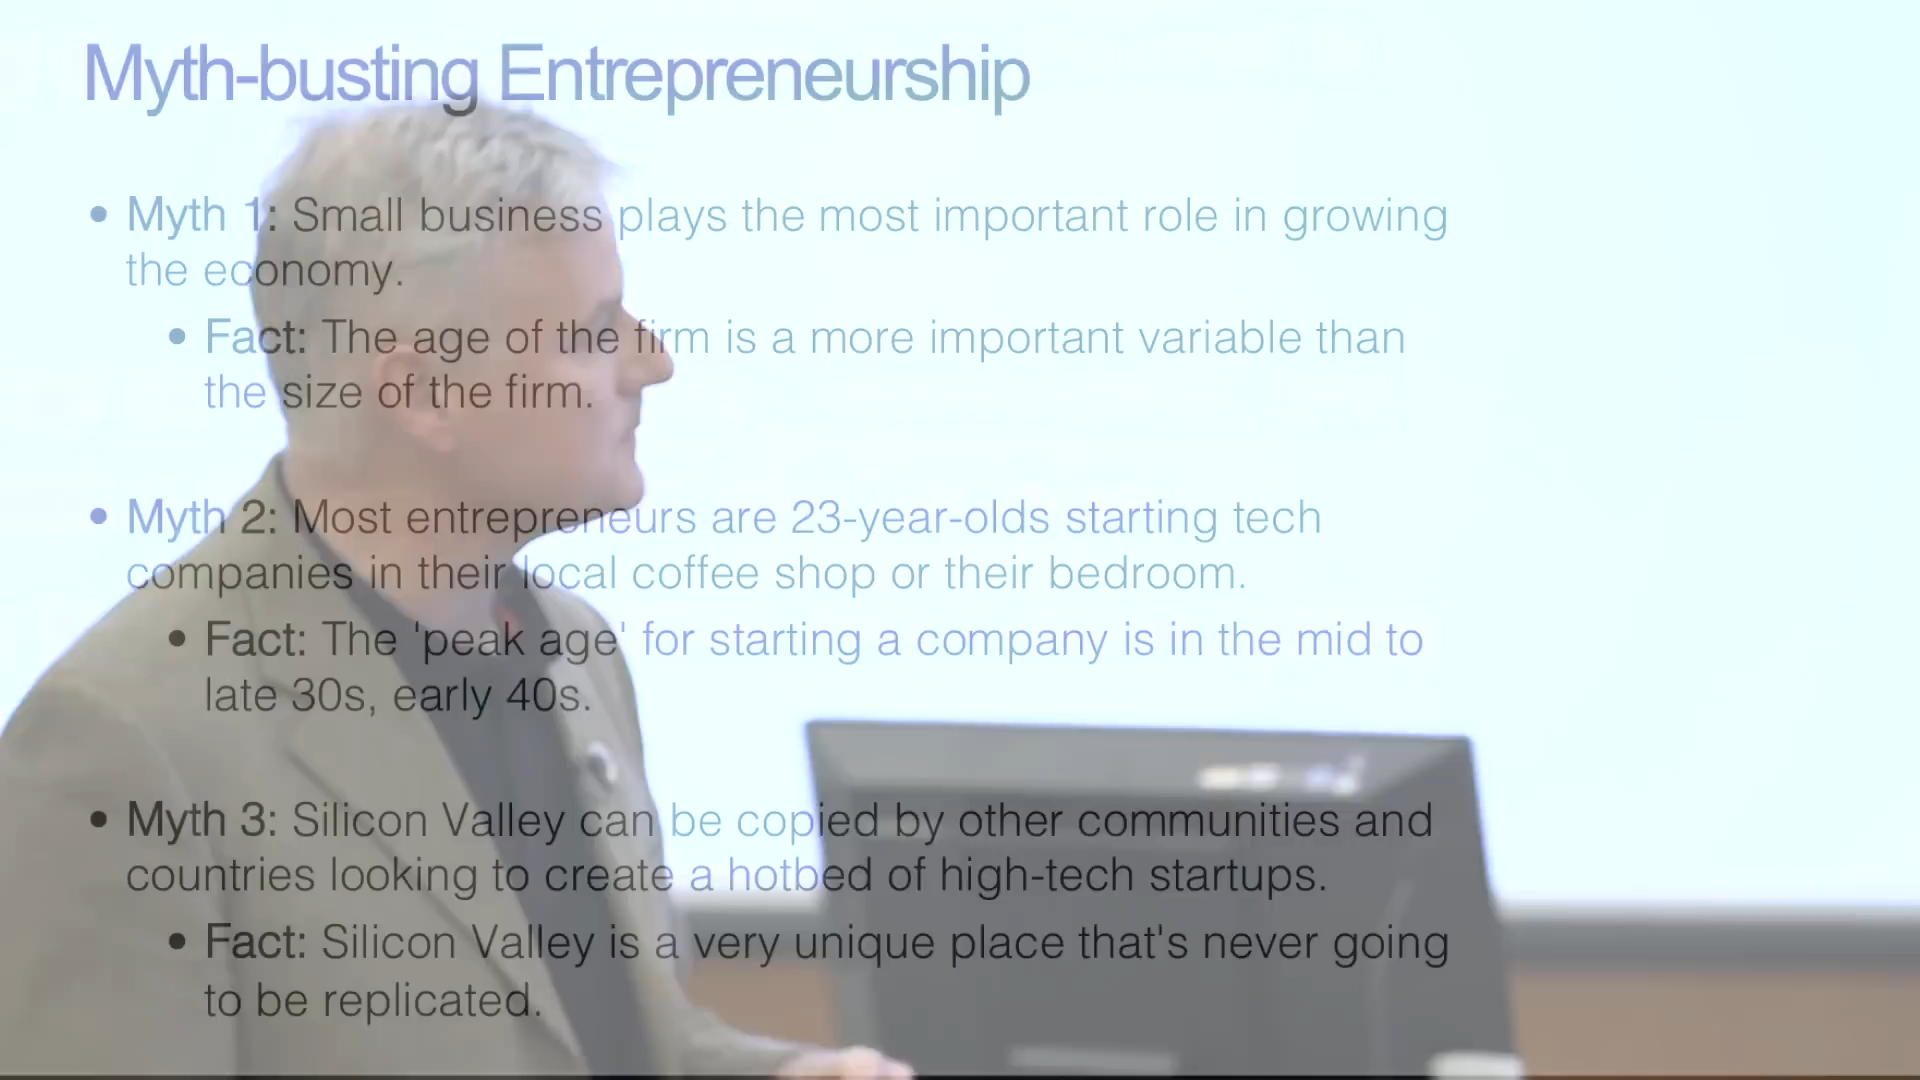 Myth-busting Entrepreneurship
• Myth 1: Small business plays the most important role in growing
the economy.
• Fact: The age of the firm is a more important variable than
the size of the firm.
• Myth 2: Most entrepreneurs are 23-year-olds starting tech
companies in their local coffee shop or their bedroom.
• Fact: The 'peak age' for starting a company is in the mid to
late 30s, early 40s.
• Myth 3: Silicon Valley can be copied by other communities and
countries looking to create a hotbed of high-tech startups.
• Fact: Silicon Valley is a very unique place that's never going
to be replicated.